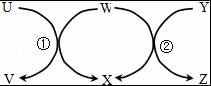 U W Y
① ②
V X Z